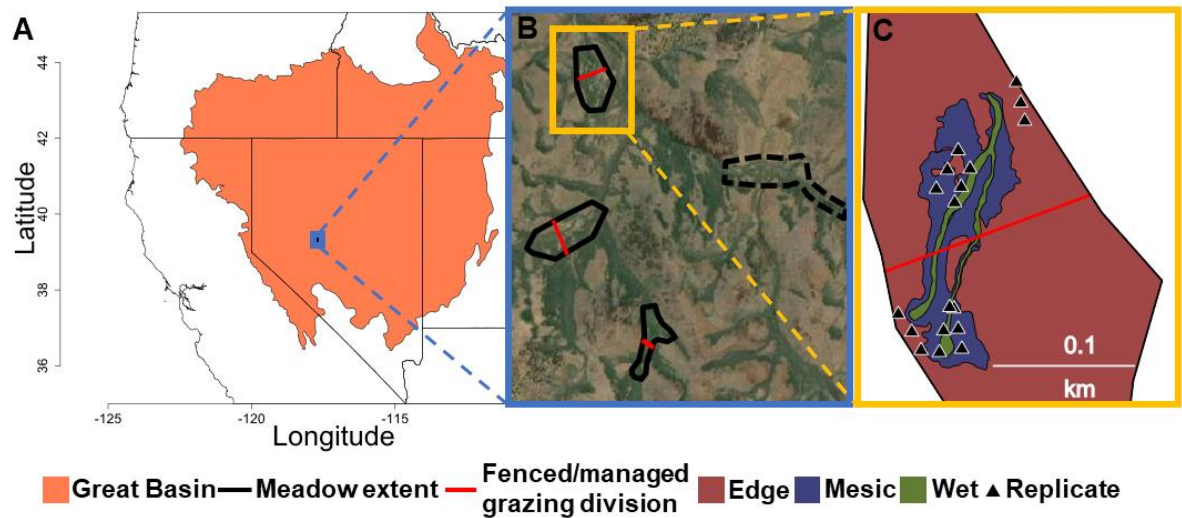 A
B
C
44
42
40
38
36
Latitude
-125
-120
-115
Longitude
0.1
km
Great Basin
Meadow extent
Fenced/managed
grazing division
Edge
Mesic
Wet
Replicate